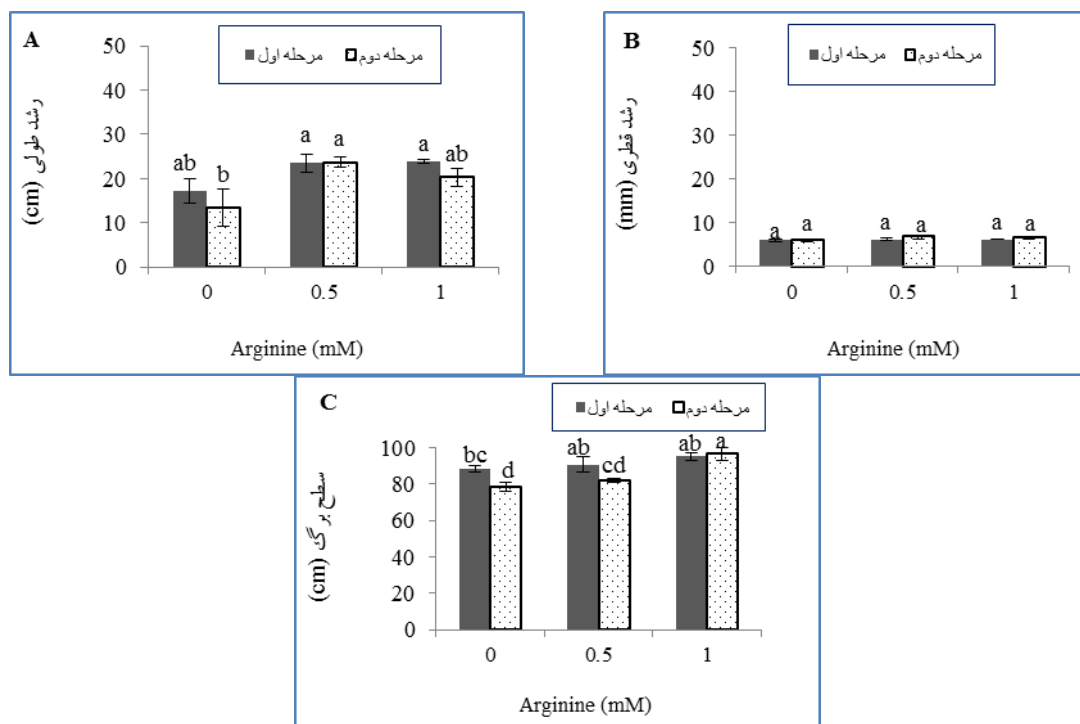 A
مرحله اول مرحله دوم
رشد طولی (cm)
50
40
30
20
10
0
ab b a a a ab
0 0.5 1
Arginine (mM)
B
مرحله اول مرحله دوم
رشد قطری (mm)
50
40
30
20
10
0
a a a a a a
0 0.5 1
Arginine (mM)
C
مرحله اول مرحله دوم
سطح برگ (cm)
100
80
60
40
20
0
bc d ab cd ab a
0 0.5 1
Arginine (mM)